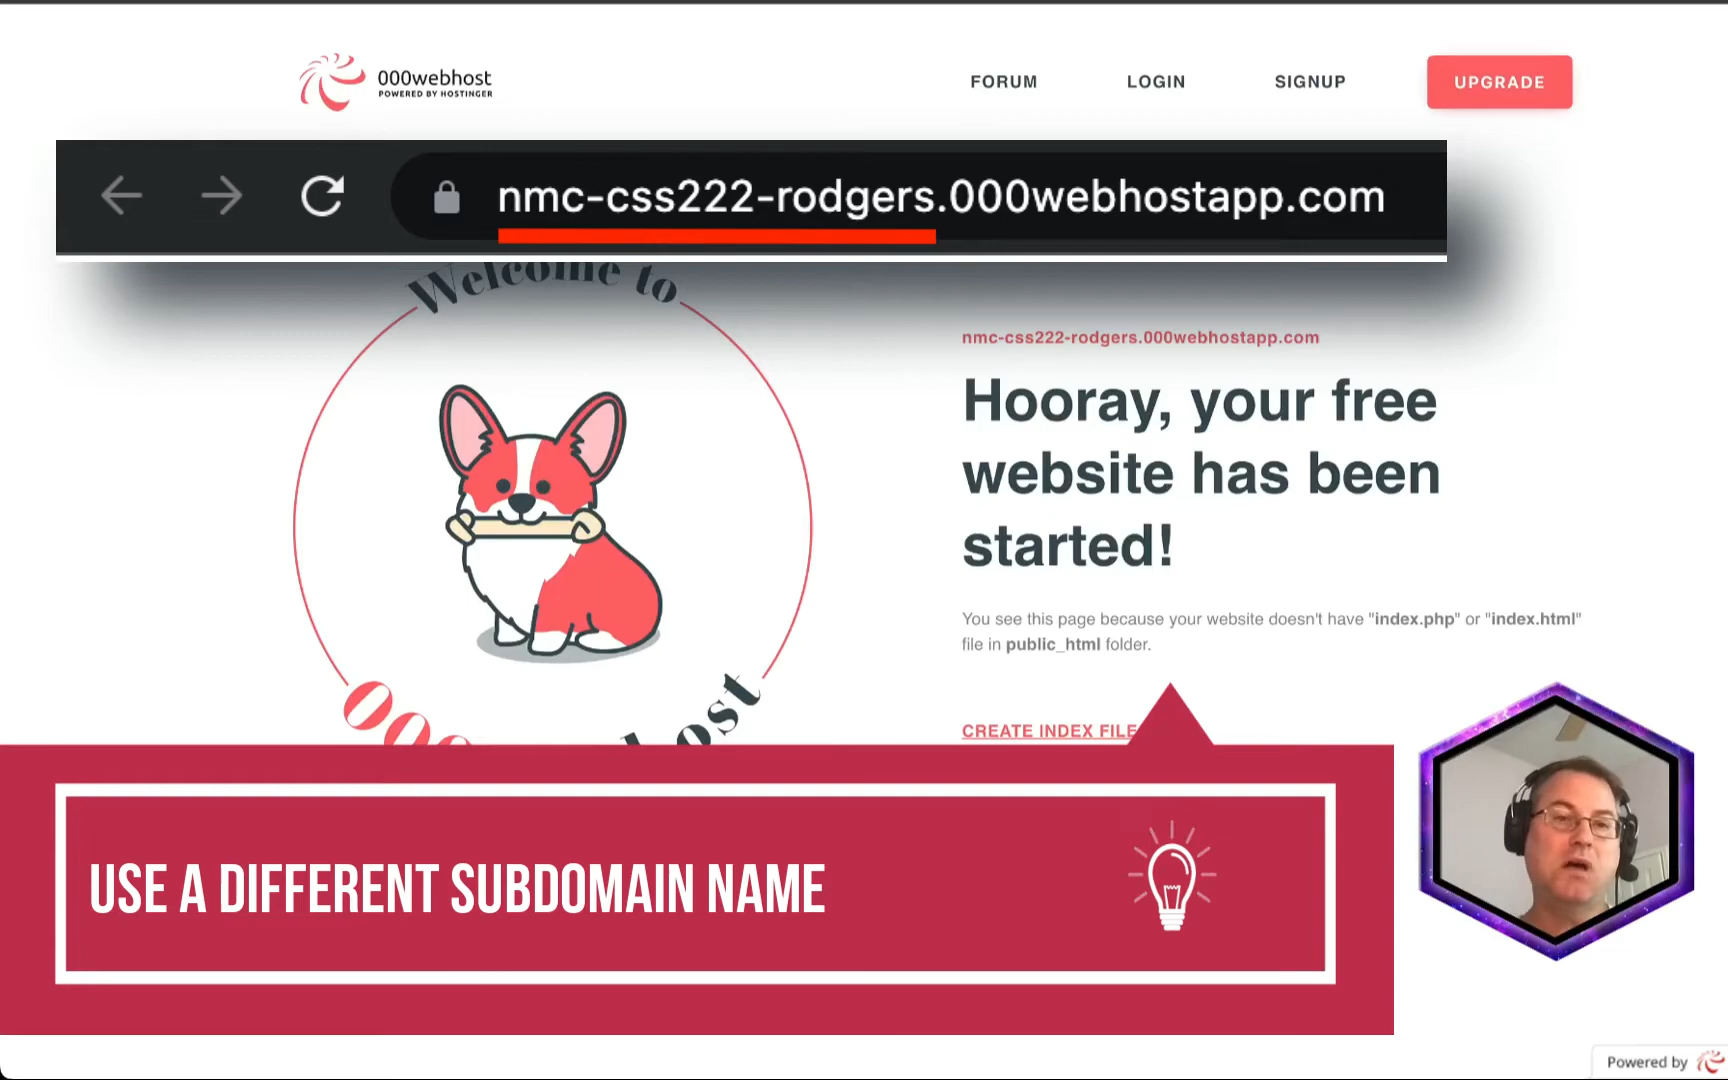 000webhost
POWERED BY HOSTINGER
FORUM
LOGIN
SIGNUP
UPGRADE
nmc-css222-rodgers.000webhostapp.com
Welcome to
nmc-css222-rodgers.000webhostapp.com
Hooray, your free
website has been
started!
You see this page because your website doesn't have "index.php" or "index.html"
file in public_html folder.
CREATE INDEX FILE
USE A DIFFERENT SUBDOMAIN NAME
Powered by